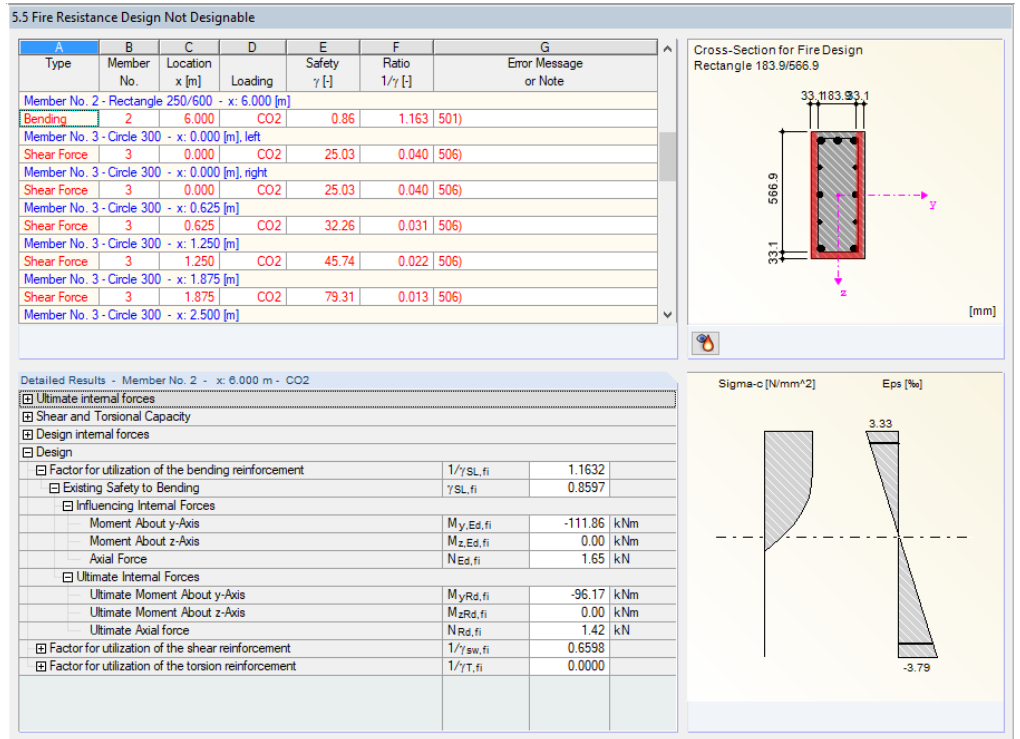 5.5 Fire Resistance Design Not Designable
A B C D E F G
Type Member Location Safety Ratio Error Message
No. x [m] Loading γ [-] 1/γ [-] or Note
Member No. 2 - Rectangle 250/600 - x: 6.000 [m]
Bending 2 6.000 CO2 0.86 1.163 501)
Member No. 3 - Circle 300 - x: 0.000 [m], left
Shear Force 3 0.000 CO2 25.03 0.040 506)
Member No. 3 - Circle 300 - x: 0.000 [m], right
Shear Force 3 0.000 CO2 25.03 0.040 506)
Member No. 3 - Circle 300 - x: 0.625 [m]
Shear Force 3 0.625 CO2 32.26 0.031 506)
Member No. 3 - Circle 300 - x: 1.250 [m]
Shear Force 3 1.250 CO2 45.74 0.022 506)
Member No. 3 - Circle 300 - x: 1.875 [m]
Shear Force 3 1.875 CO2 79.31 0.013 506)
Member No. 3 - Circle 300 - x: 2.500 [m]
Cross-Section for Fire Design
Rectangle 183.9/566.9
33.1 183.9 33.1
566.9
33.1
y
z
[mm]
Detailed Results - Member No. 2 - x: 6.000 m - CO2
Ultimate internal forces
Shear and Torsional Capacity
Design internal forces
Design
Factor for utilization of the bending reinforcement 1/γSL,fi 1.1632
Existing Safety to Bending γSL,fi 0.8597
Influencing Internal Forces
Moment About y-Axis My,Ed,fi -111.86 kNm
Moment About z-Axis Mz,Ed,fi 0.00 kNm
Axial Force NEd,fi 1.65 kN
Ultimate Internal Forces
Ultimate Moment About y-Axis MyRd,fi -96.17 kNm
Ultimate Moment About z-Axis MzRd,fi 0.00 kNm
Ultimate Axial force NRd,fi 1.42 kN
Factor for utilization of the shear reinforcement 1/γsw,fi 0.6598
Factor for utilization of the torsion reinforcement 1/γT,fi 0.0000
Sigma-c [N/mm^2] Eps [‰]
3.33
-3.79